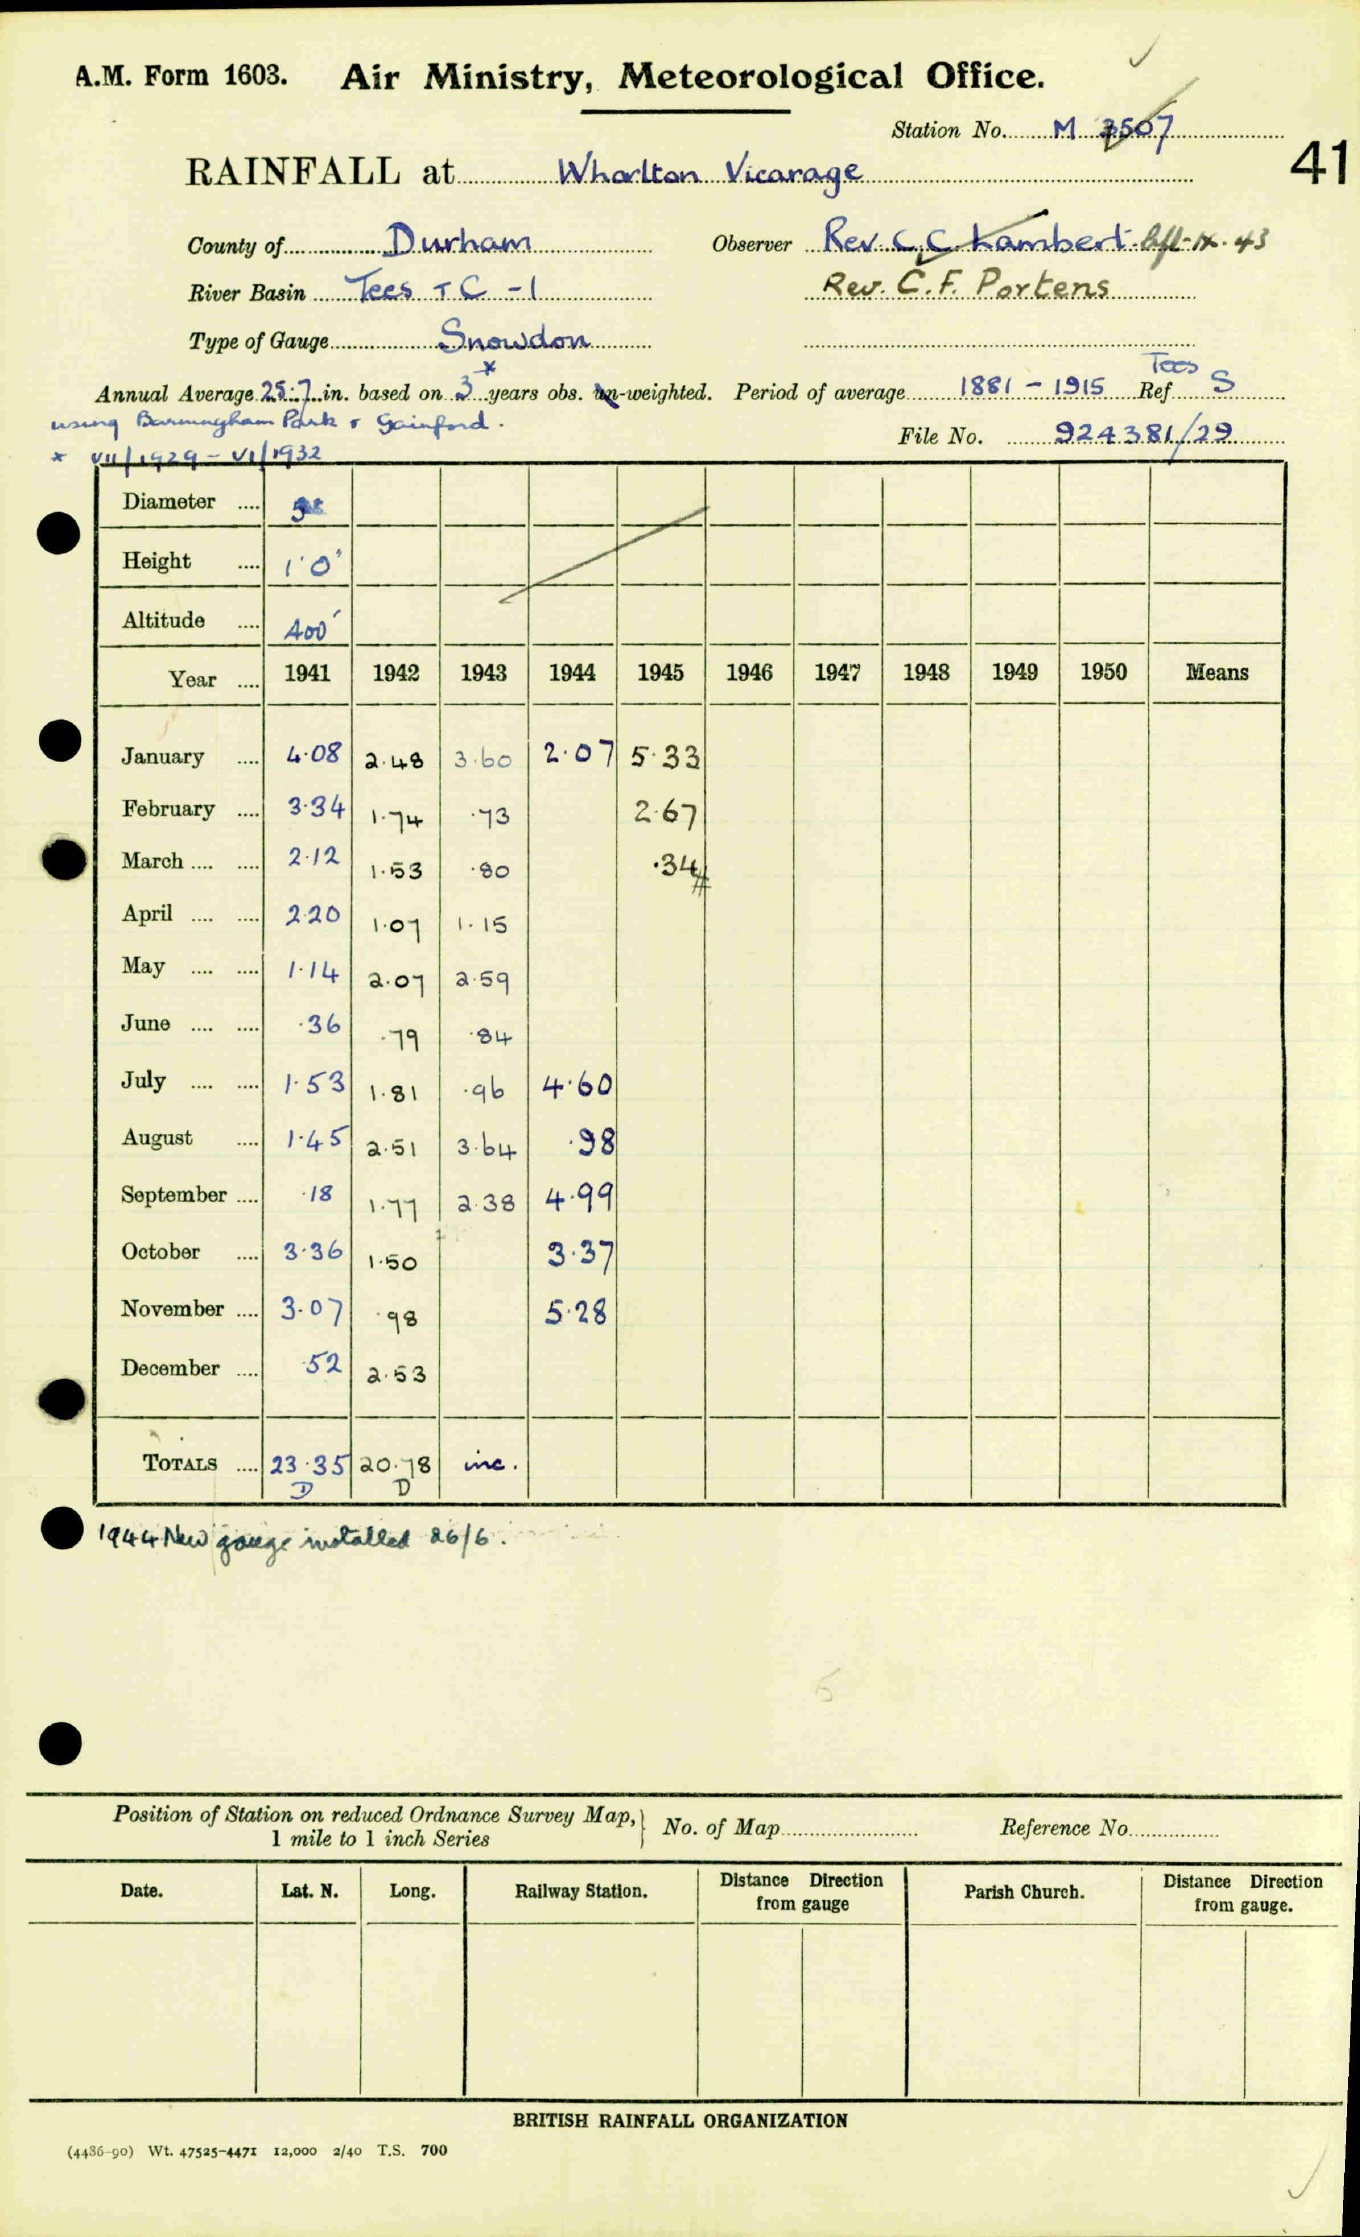 A.M. Form 1603. Air Ministry, Meteorological Office.
Station No. M 3507
41
RAINFALL at Whorlton Vicarage
County of Durham Observer Rev. C. C. Lambert left IX. 43
River Basin Tees TC-1 Rev. C. F. Portens
Type of Gauge Snowdon
Annual Average 25.7 in. based on 3* years obs. un-weighted. Period of average 1881 - 1915 Tees Ref S
using Barningham Park & Gainford.
File No. 924381/29
* VII/1929 - VI/1932
Diameter .... 5
Height .... 1' 0"
Altitude .... 400'
Year .... 1941 1942 1943 1944 1945 1946 1947 1948 1949 1950 Means
January .... 4.08 2.48 3.60 2.07 5.33
February .... 3.34 1.74 .73 2.67
March .... .... 2.12 1.53 .80 .34 #
April .... .... 2.20 1.07 1.15
May .... .... 1.14 2.07 2.59
June .... .... .36 .79 .84
July .... .... 1.53 1.81 .96 4.60
August .... 1.45 2.51 3.64 .98
September .... .18 1.77 2.38 4.99
October .... 3.36 1.50 3.37
November .... 3.07 .98 5.28
December .... .52 2.53
TOTALS .... 23.35 20.78 inc.
D D
1944 New gauge installed 26/6.
5
Position of Station on reduced Ordnance Survey Map, } No. of Map Reference No.
1 mile to 1 inch Series
Date. Lat. N. Long. Railway Station. Distance Direction from gauge Parish Church. Distance Direction from gauge.
BRITISH RAINFALL ORGANIZATION
(4486-90) Wt. 47525-4471 12,000 2/40 T.S. 700